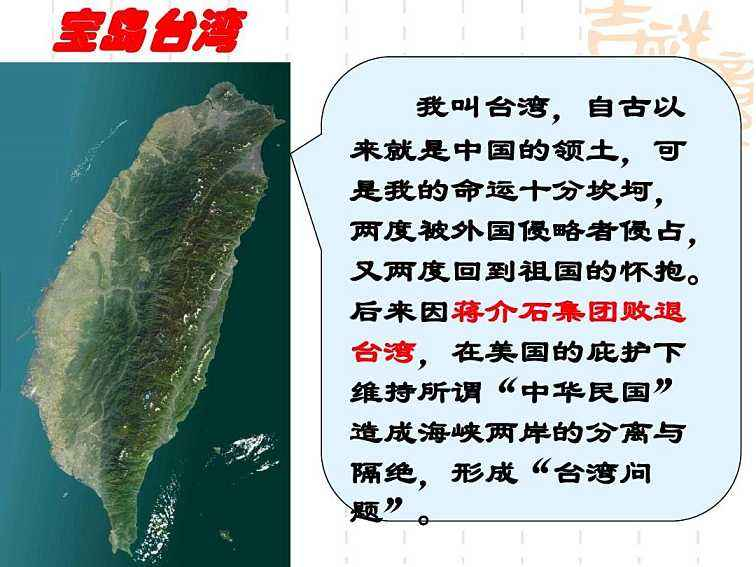 宝岛台湾
吉祥
我叫台湾，自古以
来就是中国的领土，可
是我的命运十分坎坷，
两度被外国侵略者侵占，
又两度回到祖国的怀抱。
后来因蒋介石集团败退
台湾，在美国的庇护下
维持所谓“中华民国”
造成海峡两岸的分离与
隔绝，形成“台湾问
题”。